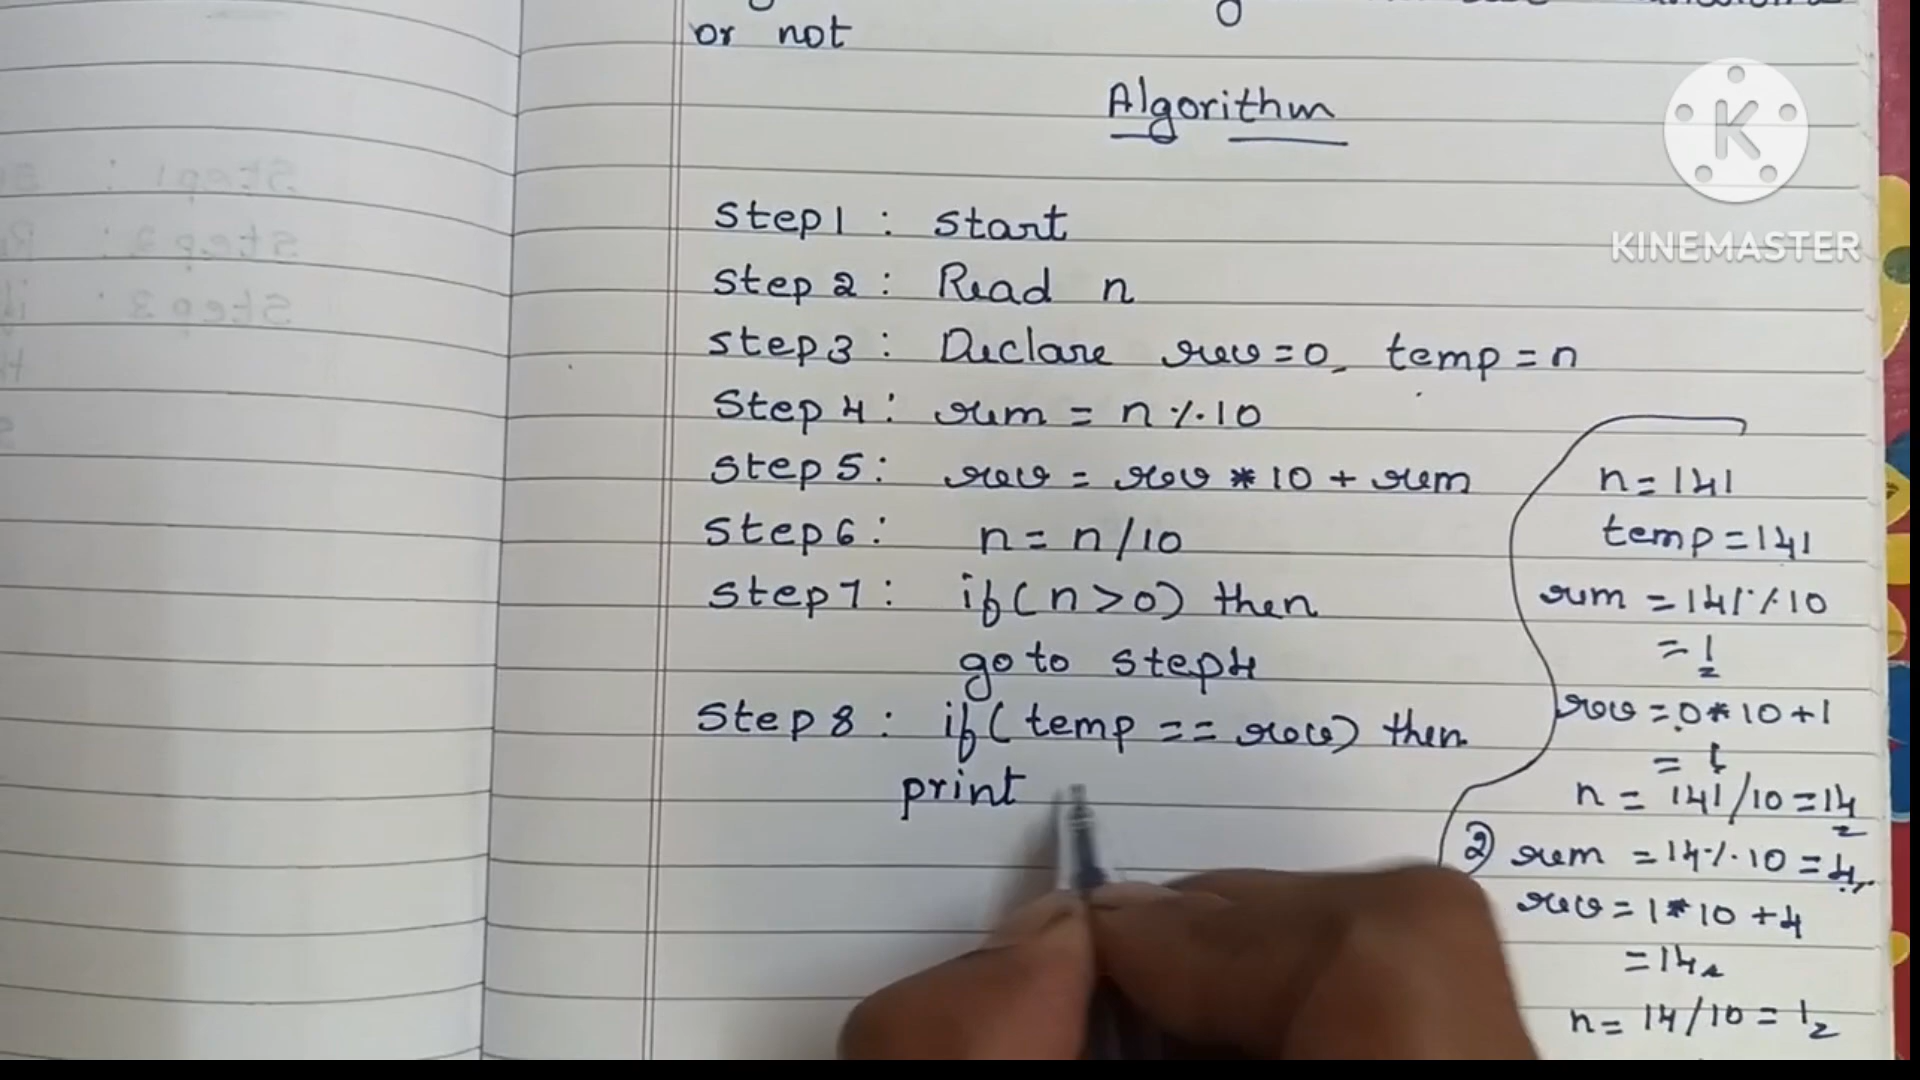 or not
Algorithm
Step1 : Start
Step 2 : Read n
Step3 : Declare rev=0, temp=n
Step 4 : rem = n%10
Step 5 : rev = rev * 10 + rem
Step6 : n = n/10
Step7 : if(n>0) then
go to step4
Step 8 : if( temp == rev) then
print
n=141
temp=141
rem =141%10
=1
rev =0*10+1
= 1
n = 141/10=14
② rem =14%10=4
rev=1*10+4
=14
n= 14/10=1
K
KINEMASTER
Step1 :
Step2 :
Step3 :